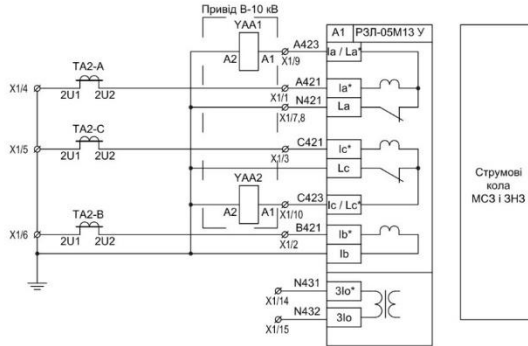 Привід В-10 кВ
YAA1
A2 A1
A423
X1/9
A1 РЗЛ-05М13 У
Ia / La*
TA2-A
X1/4
2U1 2U2
A421
X1/1
Ia*
N421
X1/7,8
La
TA2-C
X1/5
2U1 2U2
C421
X1/3
Ic*
Lc
YAA2
A2 A1
C423
X1/10
Ic / Lc*
TA2-B
X1/6
2U1 2U2
B421
X1/2
Ib*
Ib
N431
X1/14
3Io*
N432
X1/15
3Io
Струмові
кола
МСЗ і ЗНЗ